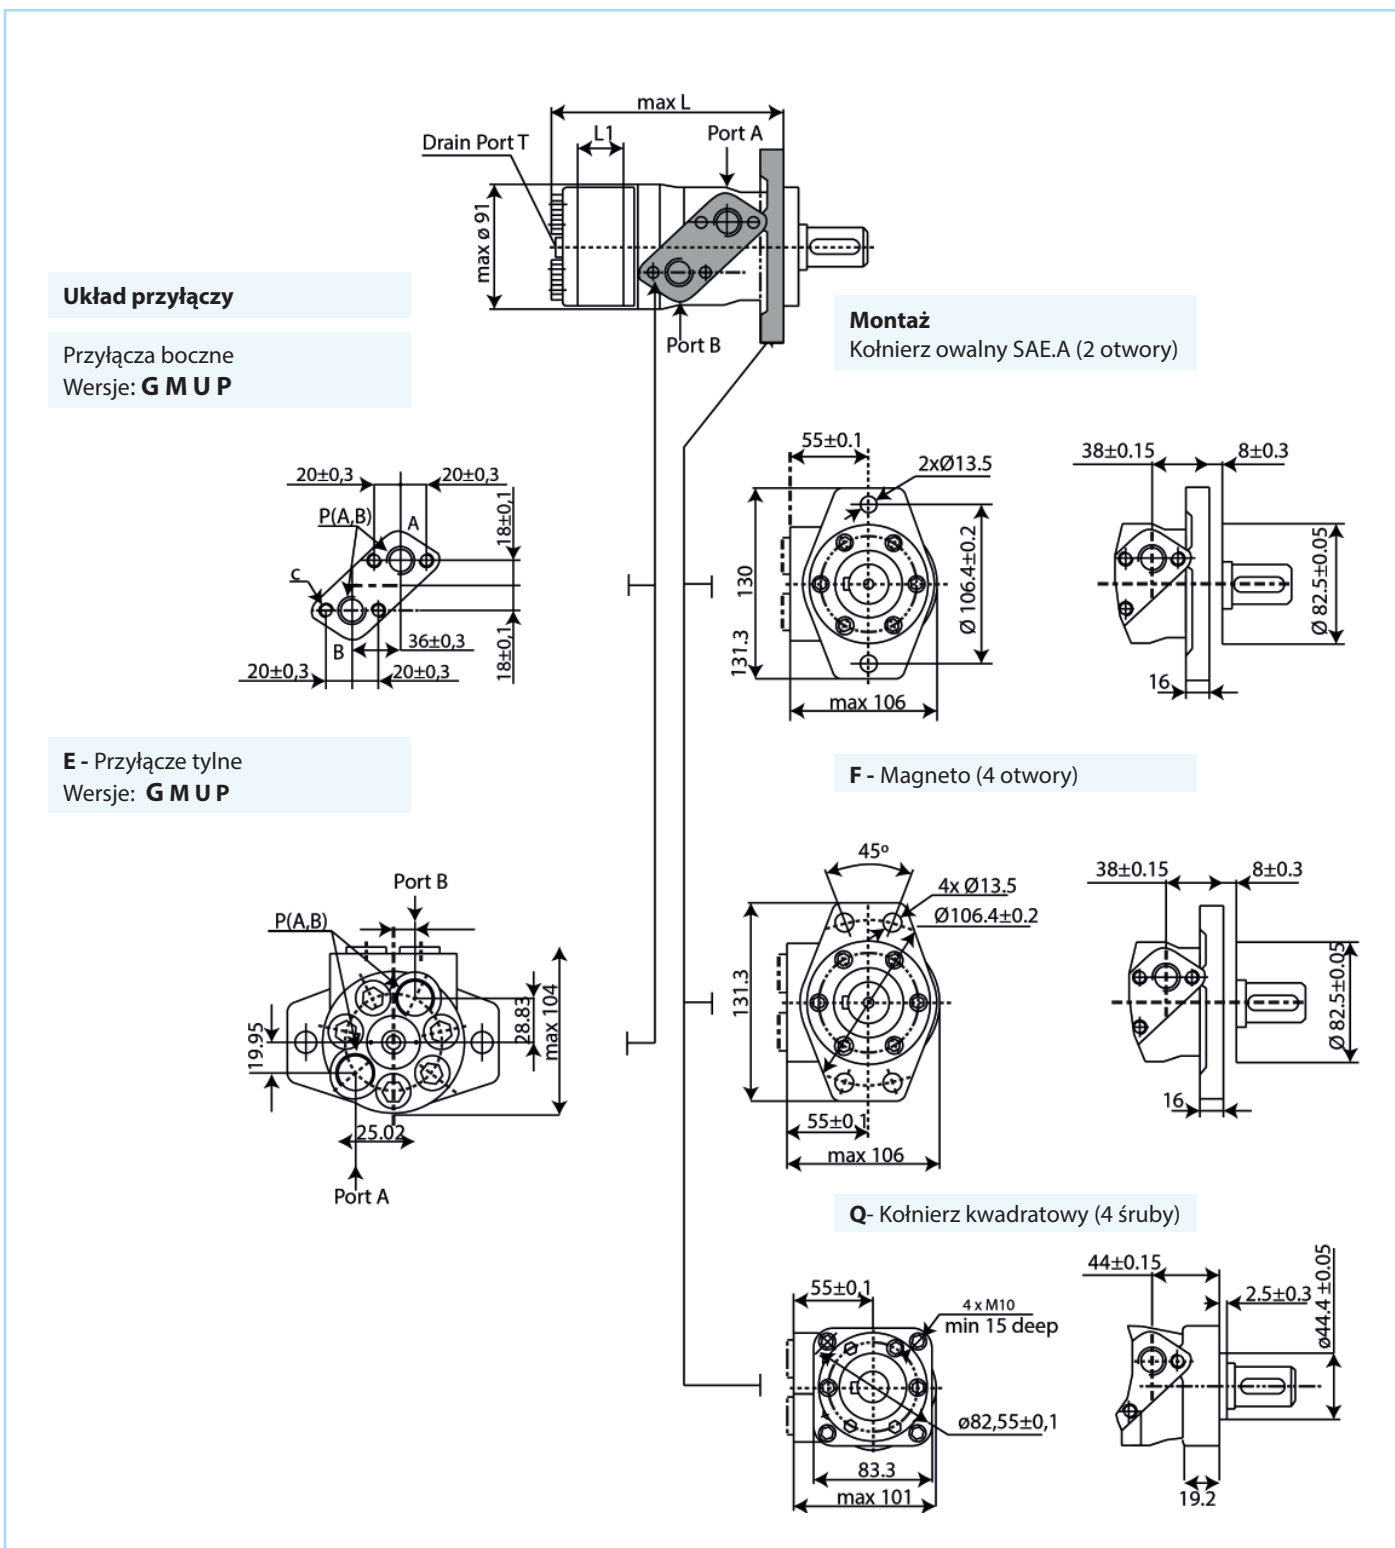 max L
L1
Port A
Drain Port T
max ø 91
Port B
Układ przyłączy
Przyłącza boczne
Wersje: G M U P
Montaż
Kołnierz owalny SAE.A (2 otwory)
20±0,3
20±0,3
P(A,B)
A
18±0,1
c
B
36±0,3
18±0,1
20±0,3
20±0,3
55±0.1
2xØ13.5
130
131.3
Ø 106.4±0.2
max 106
38±0.15
8±0.3
Ø 82.5±0.05
16
E - Przyłącze tylne
Wersje: G M U P
F - Magneto (4 otwory)
Port B
P(A,B)
19.95
28.83
max 104
25.02
Port A
45º
4x Ø13.5
Ø106.4±0.2
131.3
55±0,1
max 106
38±0.15
8±0.3
Ø 82.5±0.05
16
Q- Kołnierz kwadratowy (4 śruby)
55±0,1
4 x M10
min 15 deep
ø82,55±0,1
83.3
max 101
44±0.15
2.5±0.3
ø44.4 ±0.05
19.2